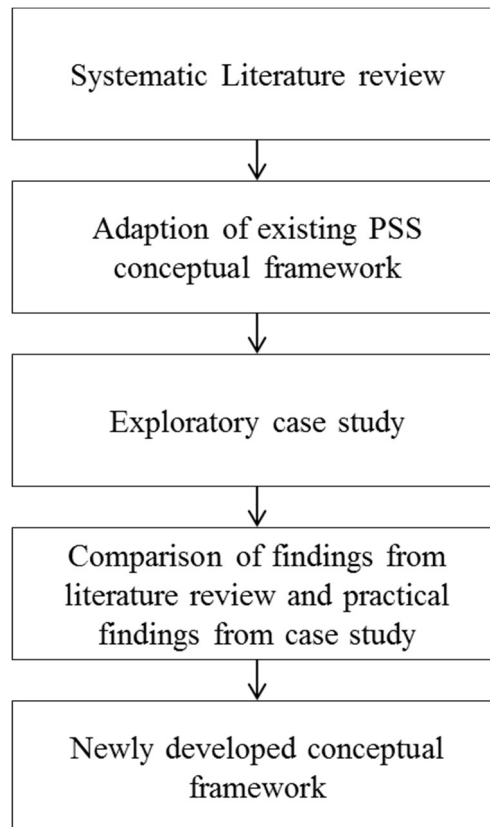 Systematic Literature review
Adaption of existing PSS
conceptual framework
Exploratory case study
Comparison of findings from
literature review and practical
findings from case study
Newly developed conceptual
framework